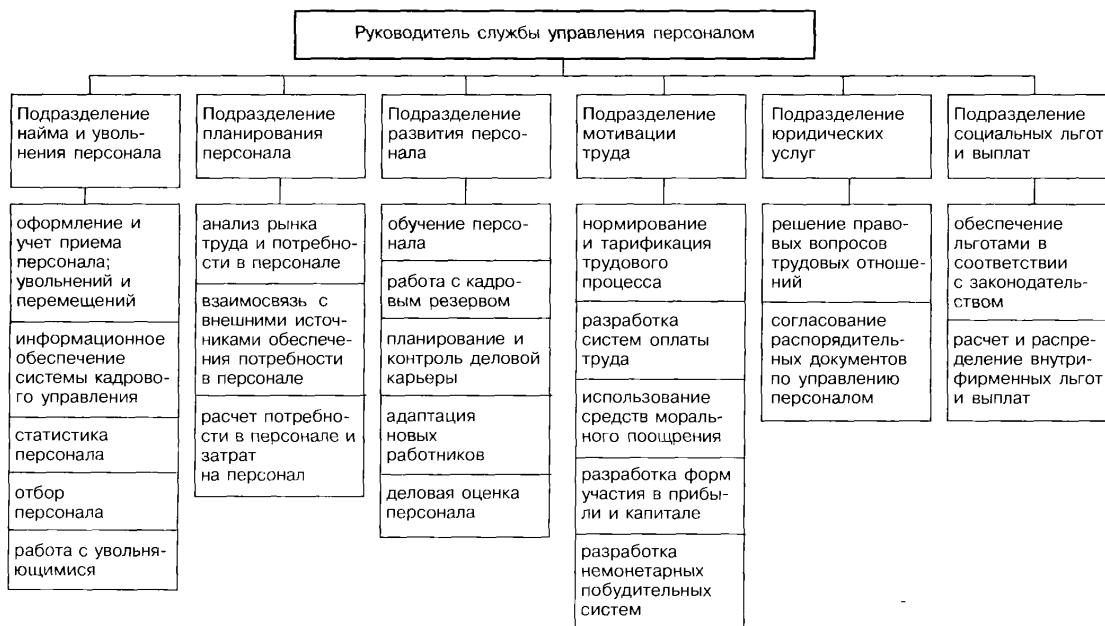 Руководитель службы управления персоналом
Подразделение
найма и уволь-
нения персонала
Подразделение
планирования
персонала
Подразделение
развития персо-
нала
Подразделение
мотивации
труда
Подразделение
юридических
услуг
Подразделение
социальных льгот
и выплат
оформление и
учет приема
персонала;
увольнений и
перемещений
информационное
обеспечение
системы кадрово-
го управления
статистика
персонала
отбор
персонала
работа с увольня-
ющимися
анализ рынка
труда и потребно-
сти в персонале
взаимосвязь с
внешними источ-
никами обеспече-
ния потребности
в персонале
расчет потребно-
сти в персонале и
затрат
на персонал
обучение персо-
нала
работа с кадро-
вым резервом
планирование и
контроль деловой
карьеры
адаптация
новых
работников
деловая оценка
персонала
нормирование
и тарификация
трудового
процесса
разработка
систем оплаты
труда
использование
средств мораль-
ного поощрения
разработка форм
участия в прибы-
ли и капитале
разработка
немонетарных
побудительных
систем
решение право-
вых вопросов
трудовых отноше-
ний
согласование
распорядитель-
ных документов
по управлению
персоналом
обеспечение
льготами в
соответствии
с законодатель-
ством
расчет и распре-
деление внутри-
фирменных льгот
и выплат